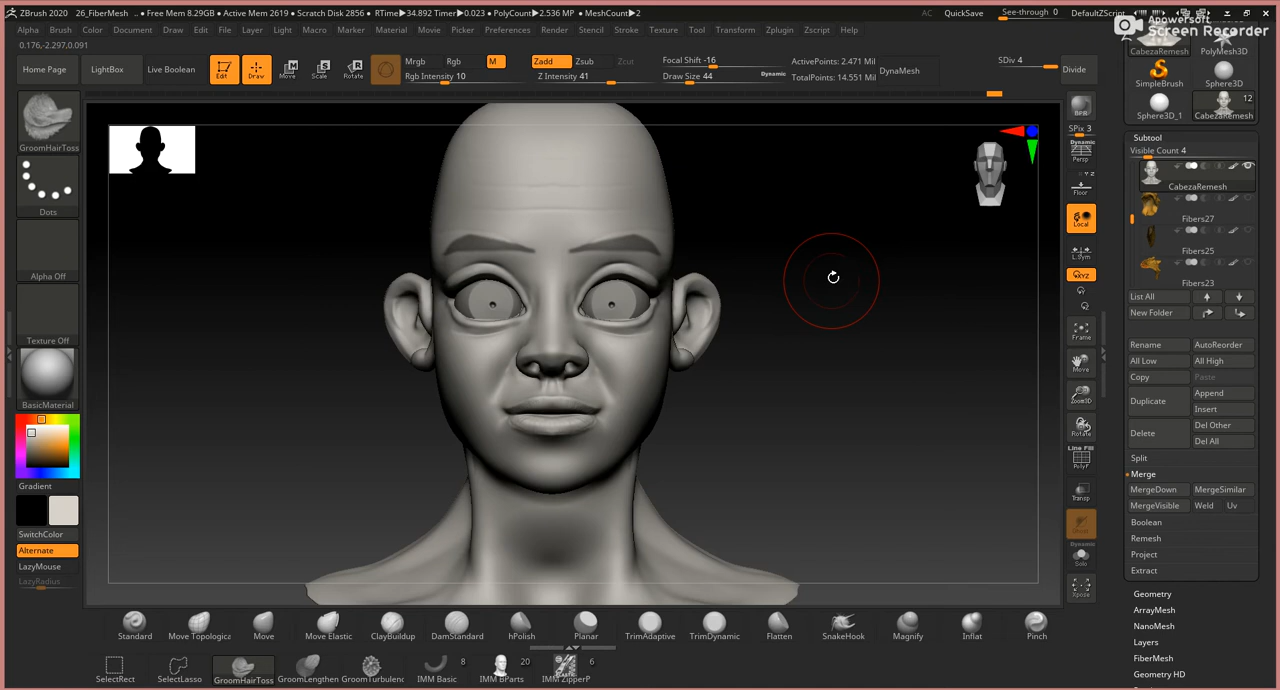 ZBrush 2020 26_FiberMesh • Free Mem 8.29GB • Active Mem 2619 • Scratch Disk 2856 • RTime▶34.892 Timer▶0.023 • PolyCount▶2.536 MP • MeshCount▶2 AC QuickSave See-through 0 DefaultZScript
Apowersoft
Screen Recorder
Alpha Brush Color Document Draw Edit File Layer Light Macro Marker Material Movie Picker Preferences Render Stencil Stroke Texture Tool Transform Zplugin Zscript Help
0.176,-2.297,0.091
Home Page LightBox Live Boolean Edit Draw Move Scale Rotate
Mrgb Rgb M Zadd Zsub Zcut
Rgb Intensity 10 Z Intensity 41
Focal Shift -16
Draw Size 44 Dynamic
ActivePoints: 2.471 Mil
TotalPoints: 14.551 Mil
DynaMesh
SDiv 4 Divide
CabezaRemesh PolyMesh3D
SimpleBrush Sphere3D
12
Sphere3D_1 CabezaRemesh
Subtool
Visible Count 4
CabezaRemesh
Fibers27
Fibers25
Fibers23
List All
New Folder
Rename AutoReorder
All Low All High
Copy Paste
Duplicate Append
Insert
Delete Del Other
Del All
Split
Merge
MergeDown MergeSimilar
MergeVisible Weld Uv
Boolean
Remesh
Project
Extract
Geometry
ArrayMesh
NanoMesh
Layers
FiberMesh
Geometry HD
GroomHairToss
Dots
Alpha Off
Texture Off
BasicMaterial
Gradient
SwitchColor
Alternate
LazyMouse
LazyRadius
BPR
SPix 3
Dynamic
Persp
Floor
Local
L.Sym
XYZ
Frame
Move
Zoom3D
Rotate
Line Fill
PolyF
Transp
Dynamic
Solo
Xpose
Standard Move Topologica Move Move Elastic ClayBuildup DamStandard hPolish Planar TrimAdaptive TrimDynamic Flatten SnakeHook Magnify Inflat Pinch
8 20 6
SelectRect SelectLasso GroomHairToss GroomLengthen GroomTurbulenc IMM Basic IMM BParts IMM ZipperP